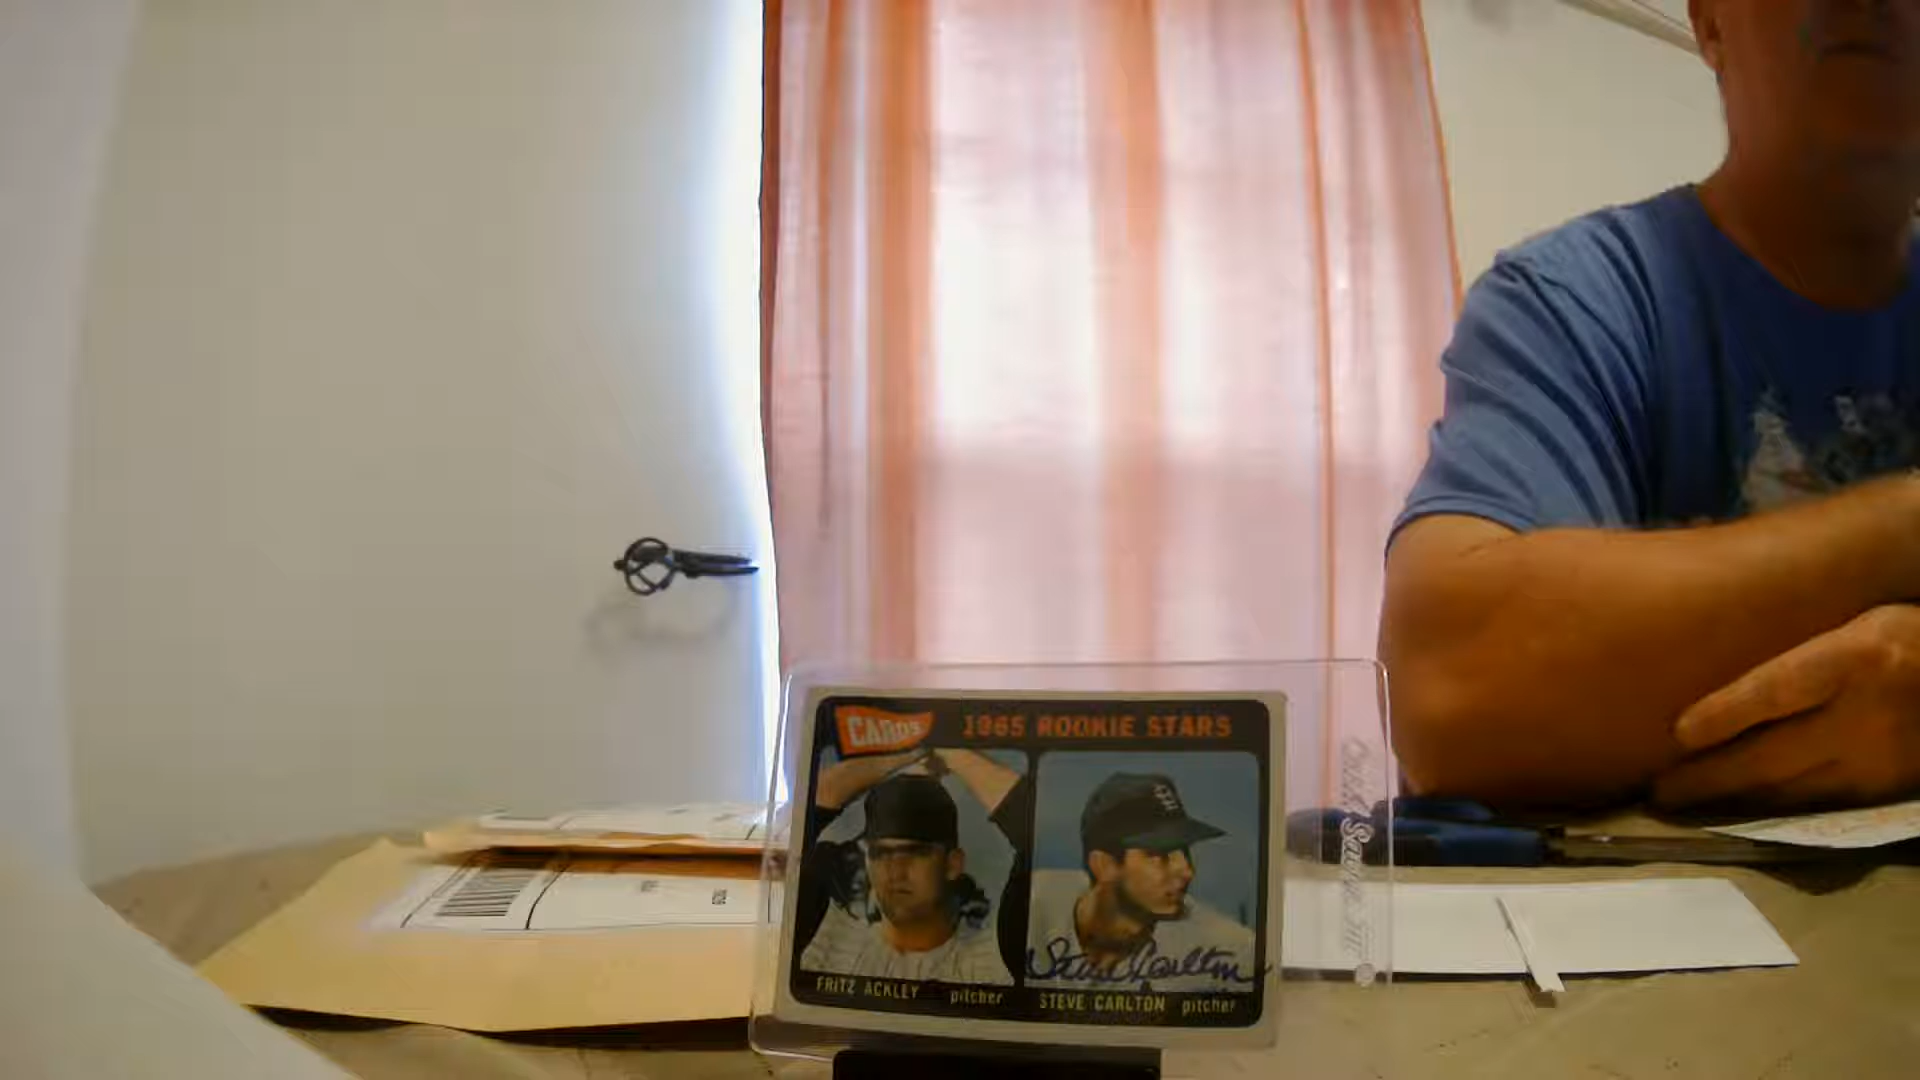 CARDS 1965 ROOKIE STARS
Steve Carlton
FRITZ ACKLEY pitcher STEVE CARLTON pitcher